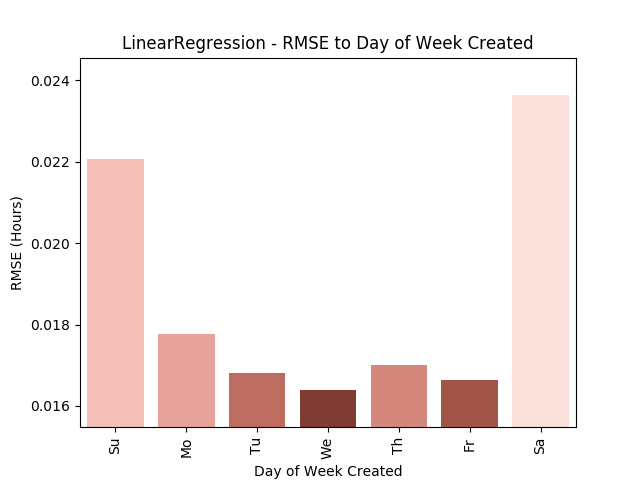 LinearRegression - RMSE to Day of Week Created
RMSE (Hours)
0.024
0.022
0.020
0.018
0.016
Su
Mo
Tu
We
Th
Fr
Sa
Day of Week Created